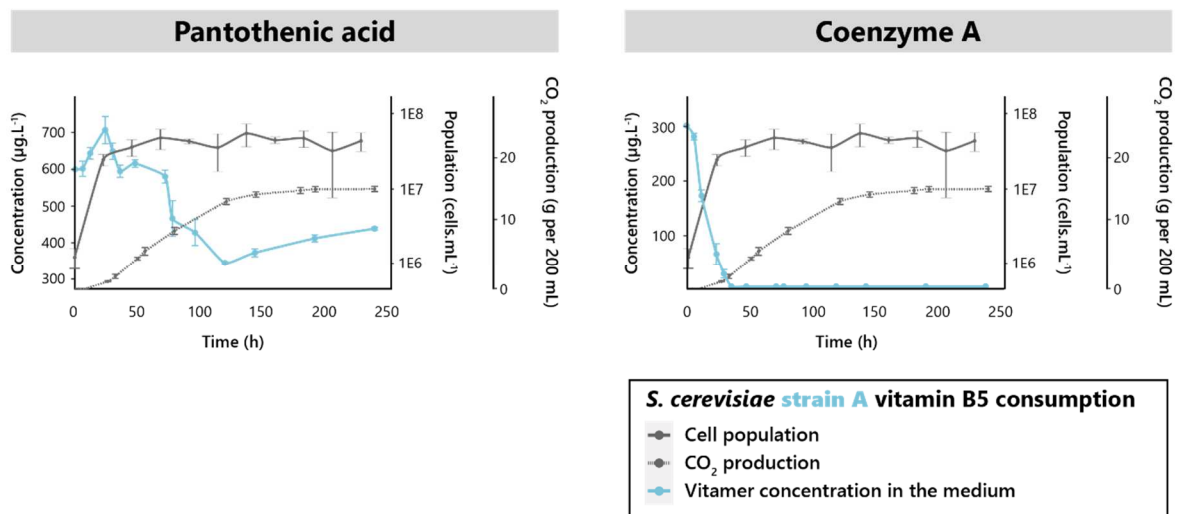 Pantothenic acid
Concentration (µg.L⁻¹)
700
600
500
400
300
0
50
100
150
200
250
Time (h)
1E8
1E7
1E6
Population (cells.mL⁻¹)
20
10
0
CO₂ production (g per 200 mL)
Coenzyme A
Concentration (µg.L⁻¹)
300
200
100
0
50
100
150
200
250
Time (h)
1E8
1E7
1E6
Population (cells.mL⁻¹)
20
10
0
CO₂ production (g per 200 mL)
S. cerevisiae strain A vitamin B5 consumption
Cell population
CO₂ production
Vitamer concentration in the medium